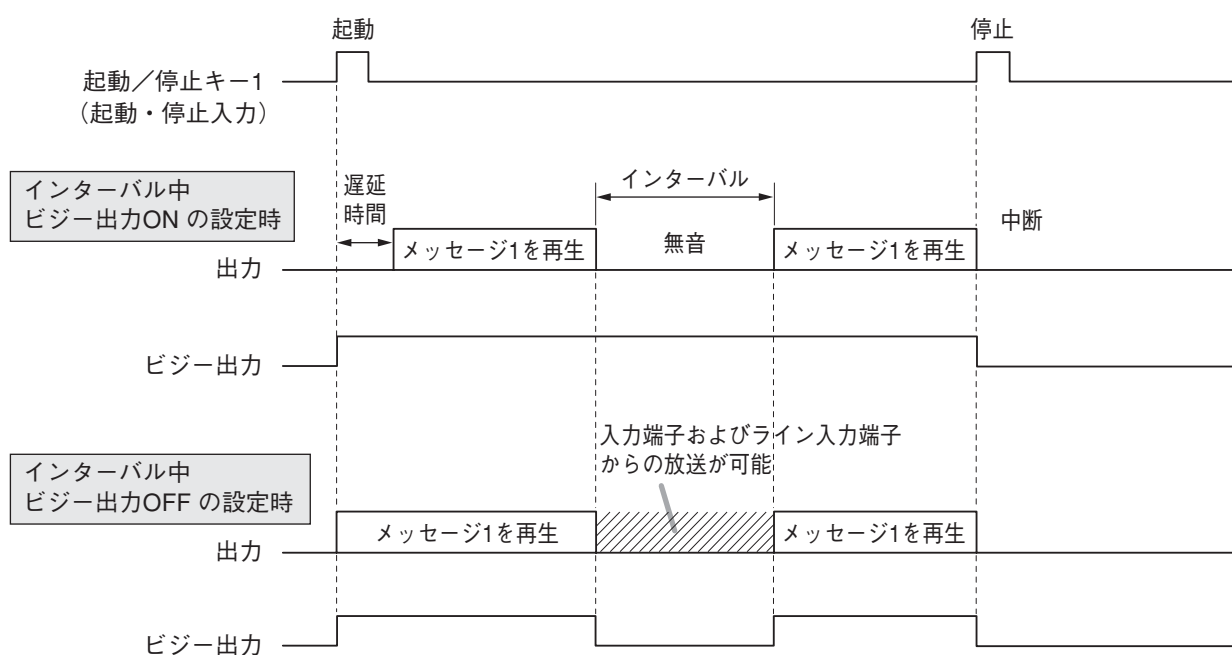 起動
停止
起動／停止キー1
（起動・停止入力）
インターバル中
ビジー出力ON の設定時
遅延
時間
インターバル
中断
メッセージ1を再生
無音
メッセージ1を再生
出力
ビジー出力
入力端子およびライン入力端子
からの放送が可能
インターバル中
ビジー出力OFF の設定時
メッセージ1を再生
メッセージ1を再生
出力
ビジー出力